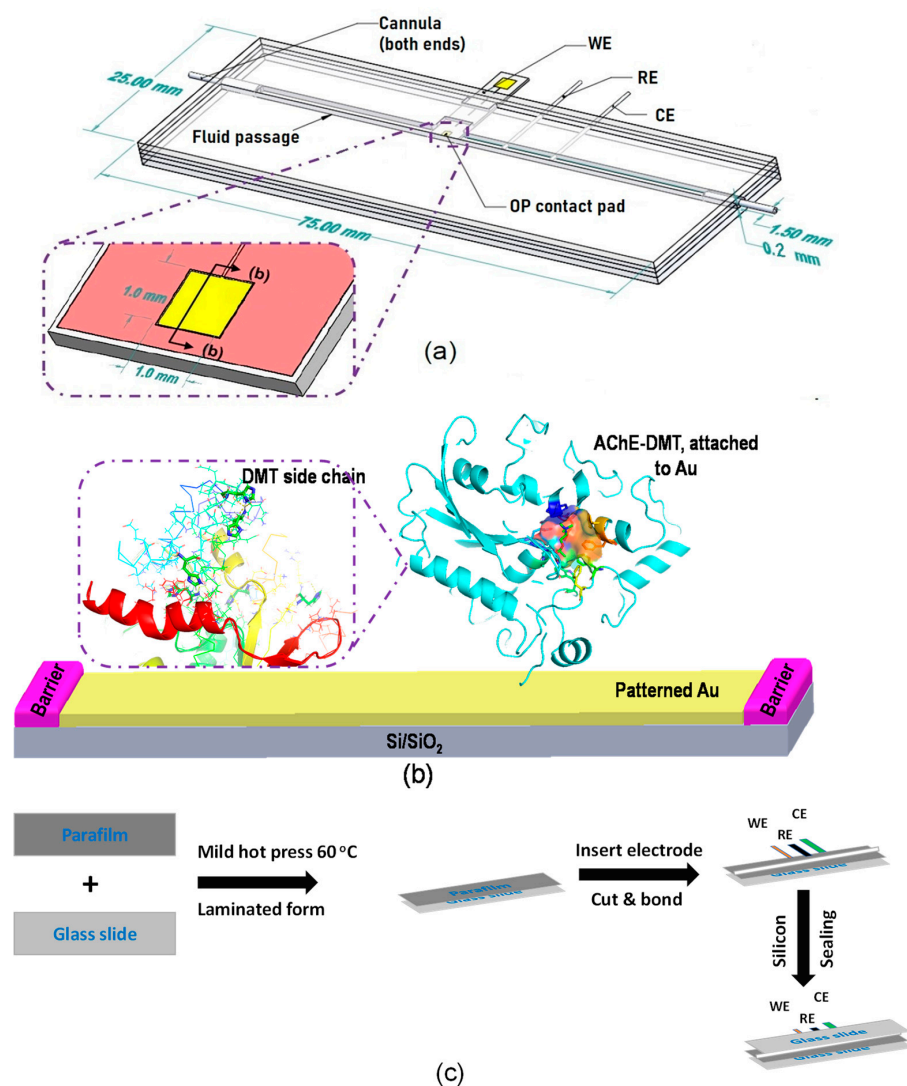 Cannula
(both ends)
WE
RE
CE
25.00 mm
Fluid passage
OP contact pad
75.00 mm
1.50 mm
0.2 mm
(b)
1.0 mm
(b)
1.0 mm
(a)
DMT side chain
AChE-DMT, attached
to Au
Barrier
Patterned Au
Barrier
Si/SiO2
(b)
Parafilm
+
Glass slide
Mild hot press 60 °C
Laminated form
Parafilm
Glass slide
Insert electrode
Cut & bond
WE
RE
CE
Glass slide
Silicon
Sealing
WE
RE
CE
Glass slide
Glass slide
(c)